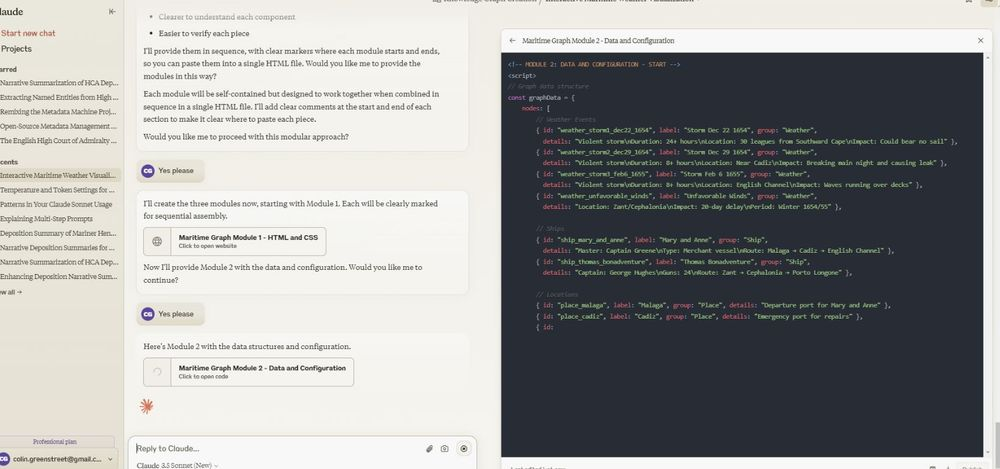 laude
Start new chat
Projects
arred
Narrative Summarization of HCA Dep...
Extracting Named Entities from High ...
Remixing the Metadata Machine Proj...
Open-Source Metadata Management ...
The English High Court of Admiralty ...
cents
Interactive Maritime Weather Visuali...
Temperature and Token Settings for ...
Patterns in Your Claude Sonnet Usage
Explaining Multi-Step Prompts
Deposition Summary of Mariner Hen...
Narrative Deposition Summaries for ...
Narrative Summarization of HCA Dep...
Enhancing Deposition Narrative Sum...
ew all →
Professional plan
CG colin.greenstreet@gmail.c...
• Clearer to understand each component
• Easier to verify each piece
I'll provide them in sequence, with clear markers where each module starts and ends,
so you can paste them into a single HTML file. Would you like me to provide the
modules in this way?
Each module will be self-contained but designed to work together when combined in
sequence in a single HTML file. I'll add clear comments at the start and end of each
section to make it clear where to paste each piece.
Would you like me to proceed with this modular approach?
CG Yes please
I'll create the three modules now, starting with Module 1. Each will be clearly marked
for sequential assembly.
Maritime Graph Module 1 - HTML and CSS
Click to open website
Now I'll provide Module 2 with the data and configuration. Would you like me to
continue?
CG Yes please
Here's Module 2 with the data structures and configuration.
Maritime Graph Module 2 - Data and Configuration
Click to open code
Reply to Claude...
Claude 3.5 Sonnet (New)
Maritime Graph Module 2 - Data and Configuration
<!-- MODULE 2: DATA AND CONFIGURATION - START -->
<script>
// Graph data structure
const graphData = {
nodes: [
// Weather Events
{ id: "weather_storm1_dec22_1654", label: "Storm Dec 22 1654", group: "Weather",
details: "Violent storm\nDuration: 24+ hours\nLocation: 30 leagues from Southward Cape\nImpact: Could bear no sail" },
{ id: "weather_storm2_dec29_1654", label: "Storm Dec 29 1654", group: "Weather",
details: "Violent storm\nDuration: 8+ hours\nLocation: Near Cadiz\nImpact: Breaking main night and causing leak" },
{ id: "weather_storm3_feb6_1655", label: "Storm Feb 6 1655", group: "Weather",
details: "Violent storm\nDuration: 8+ hours\nLocation: English Channel\nImpact: Waves running over decks" },
{ id: "weather_unfavorable_winds", label: "Unfavorable Winds", group: "Weather",
details: "Location: Zant/Cephalonia\nImpact: 20-day delay\nPeriod: Winter 1654/55" },
// Ships
{ id: "ship_mary_and_anne", label: "Mary and Anne", group: "Ship",
details: "Master: Captain Greene\nType: Merchant vessel\nRoute: Malaga → Cadiz → English Channel" },
{ id: "ship_thomas_bonadventure", label: "Thomas Bonadventure", group: "Ship",
details: "Captain: George Hughes\nGuns: 24\nRoute: Zant → Cephalonia → Porto Longone" },
// Locations
{ id: "place_malaga", label: "Malaga", group: "Place", details: "Departure port for Mary and Anne" },
{ id: "place_cadiz", label: "Cadiz", group: "Place", details: "Emergency port for repairs" },
{ id: